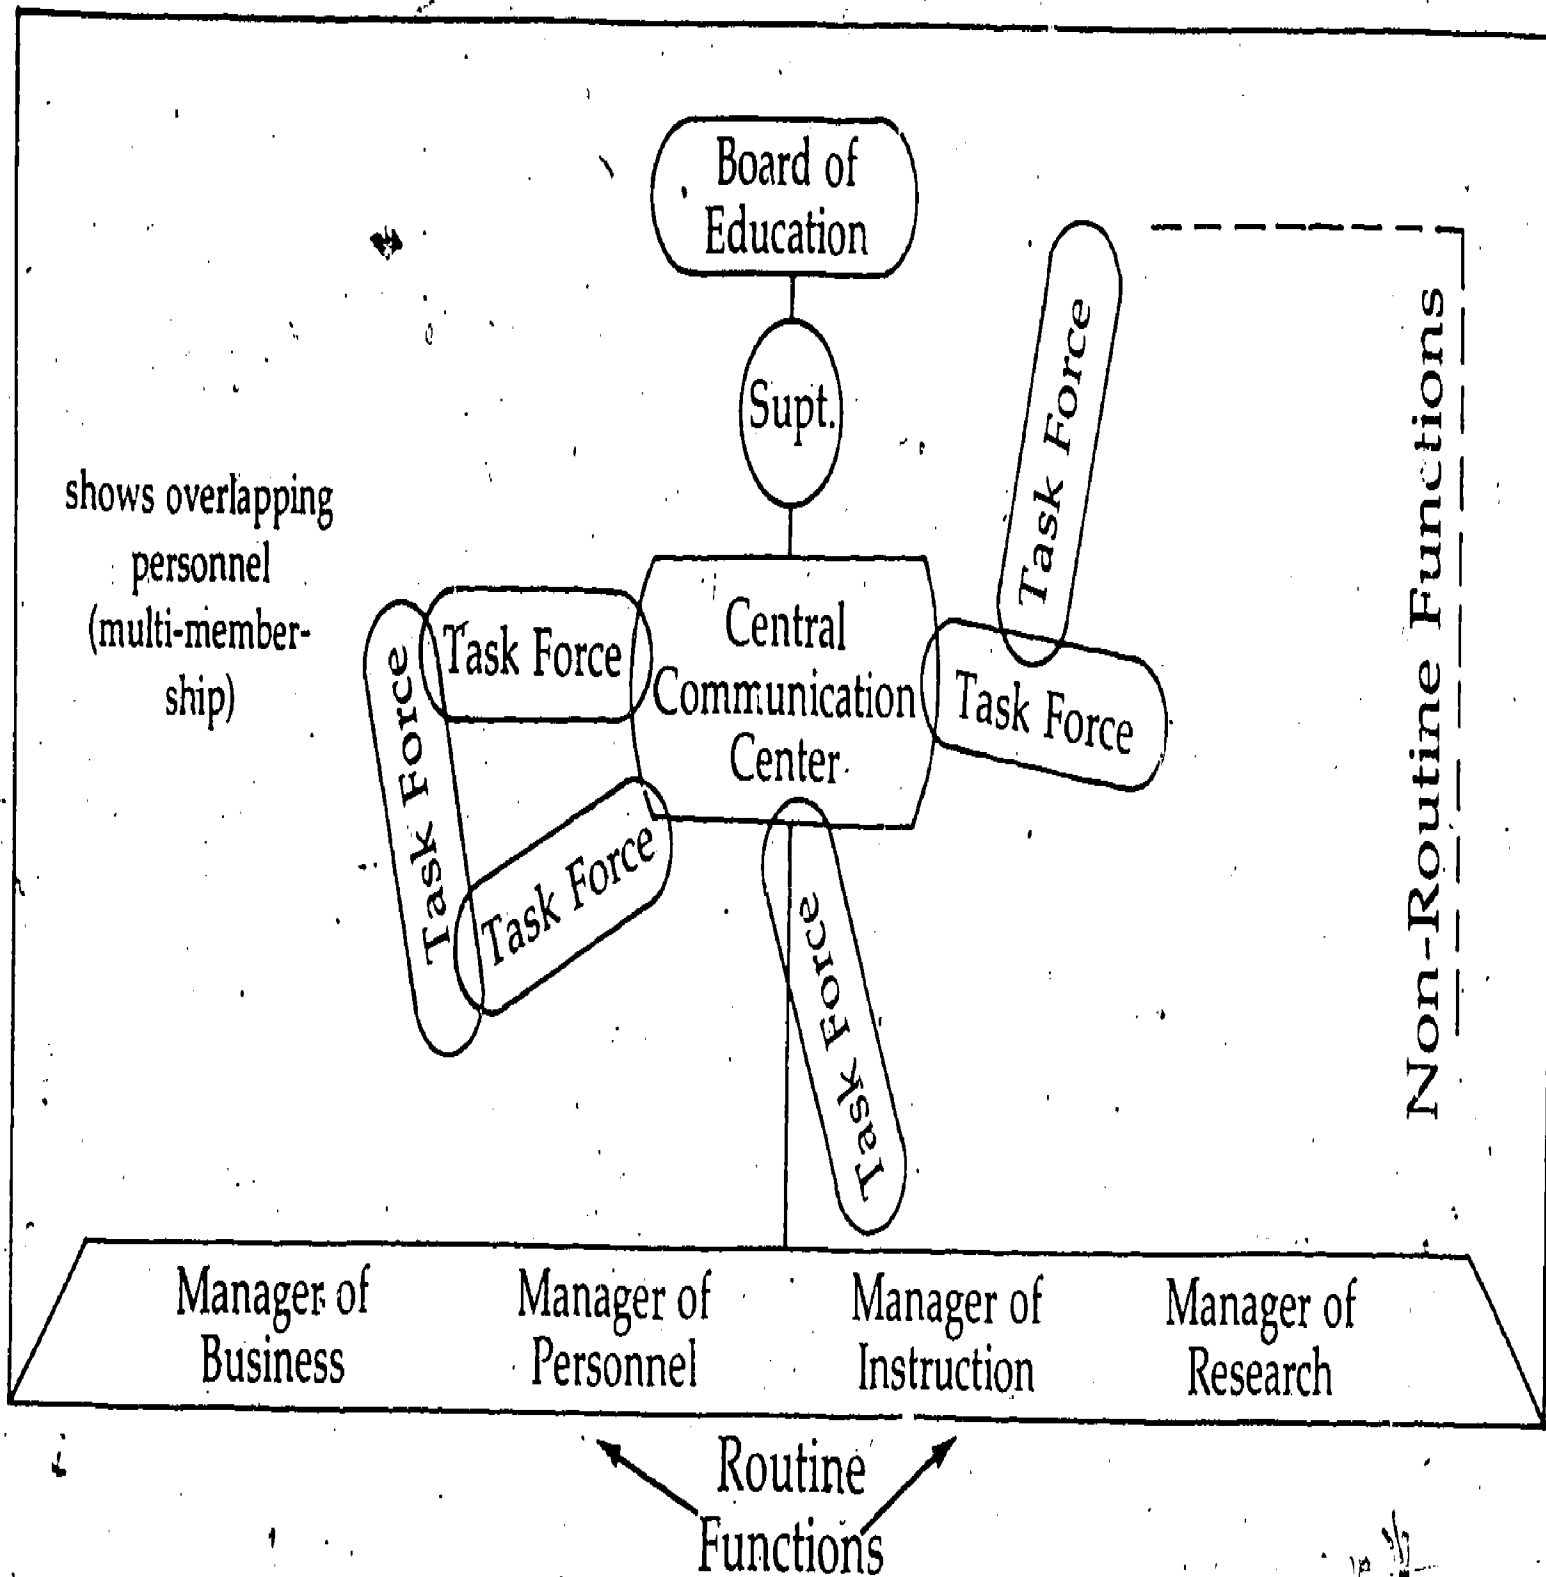 Board of
Education
Supt.
shows overlapping
personnel
(multi-member-
ship)
Central
Communication
Center
Task Force
Task Force
Task Force
Task Force
Task Force
Task Force
Non-Routine Functions
Manager of
Business
Manager of
Personnel
Manager of
Instruction
Manager of
Research
Routine
Functions